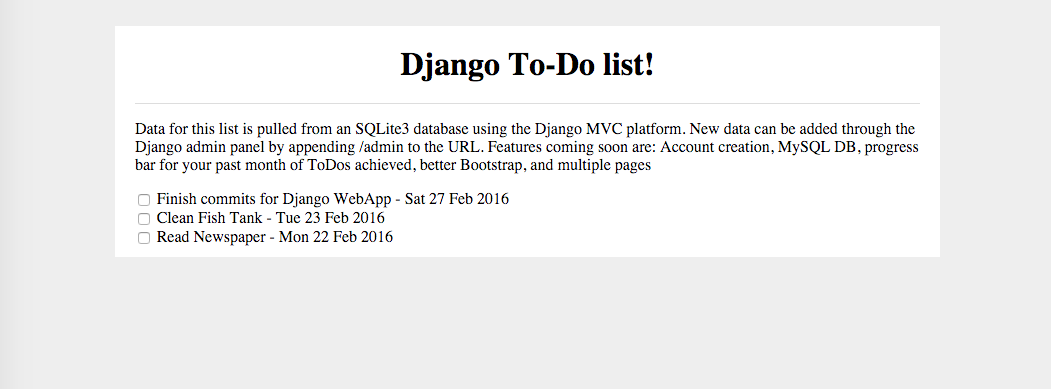 Django To-Do list!
Data for this list is pulled from an SQLite3 database using the Django MVC platform. New data can be added through the
Django admin panel by appending /admin to the URL. Features coming soon are: Account creation, MySQL DB, progress
bar for your past month of ToDos achieved, better Bootstrap, and multiple pages
Finish commits for Django WebApp - Sat 27 Feb 2016
Clean Fish Tank - Tue 23 Feb 2016
Read Newspaper - Mon 22 Feb 2016